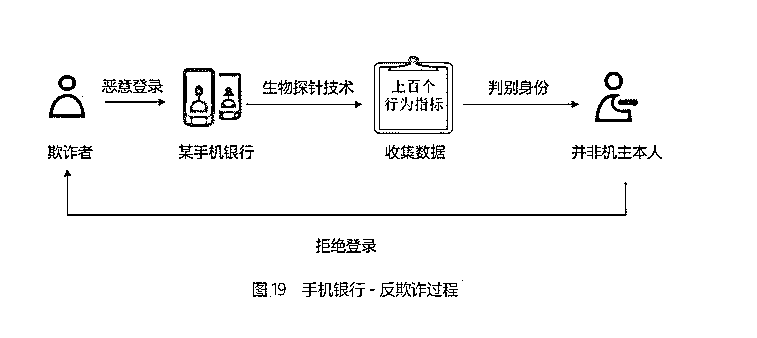 恶意登录
生物探针技术
上百个
行为指标
判别身份
欺诈者
某手机银行
收集数据
并非机主本人
拒绝登录
图19 手机银行-反欺诈过程